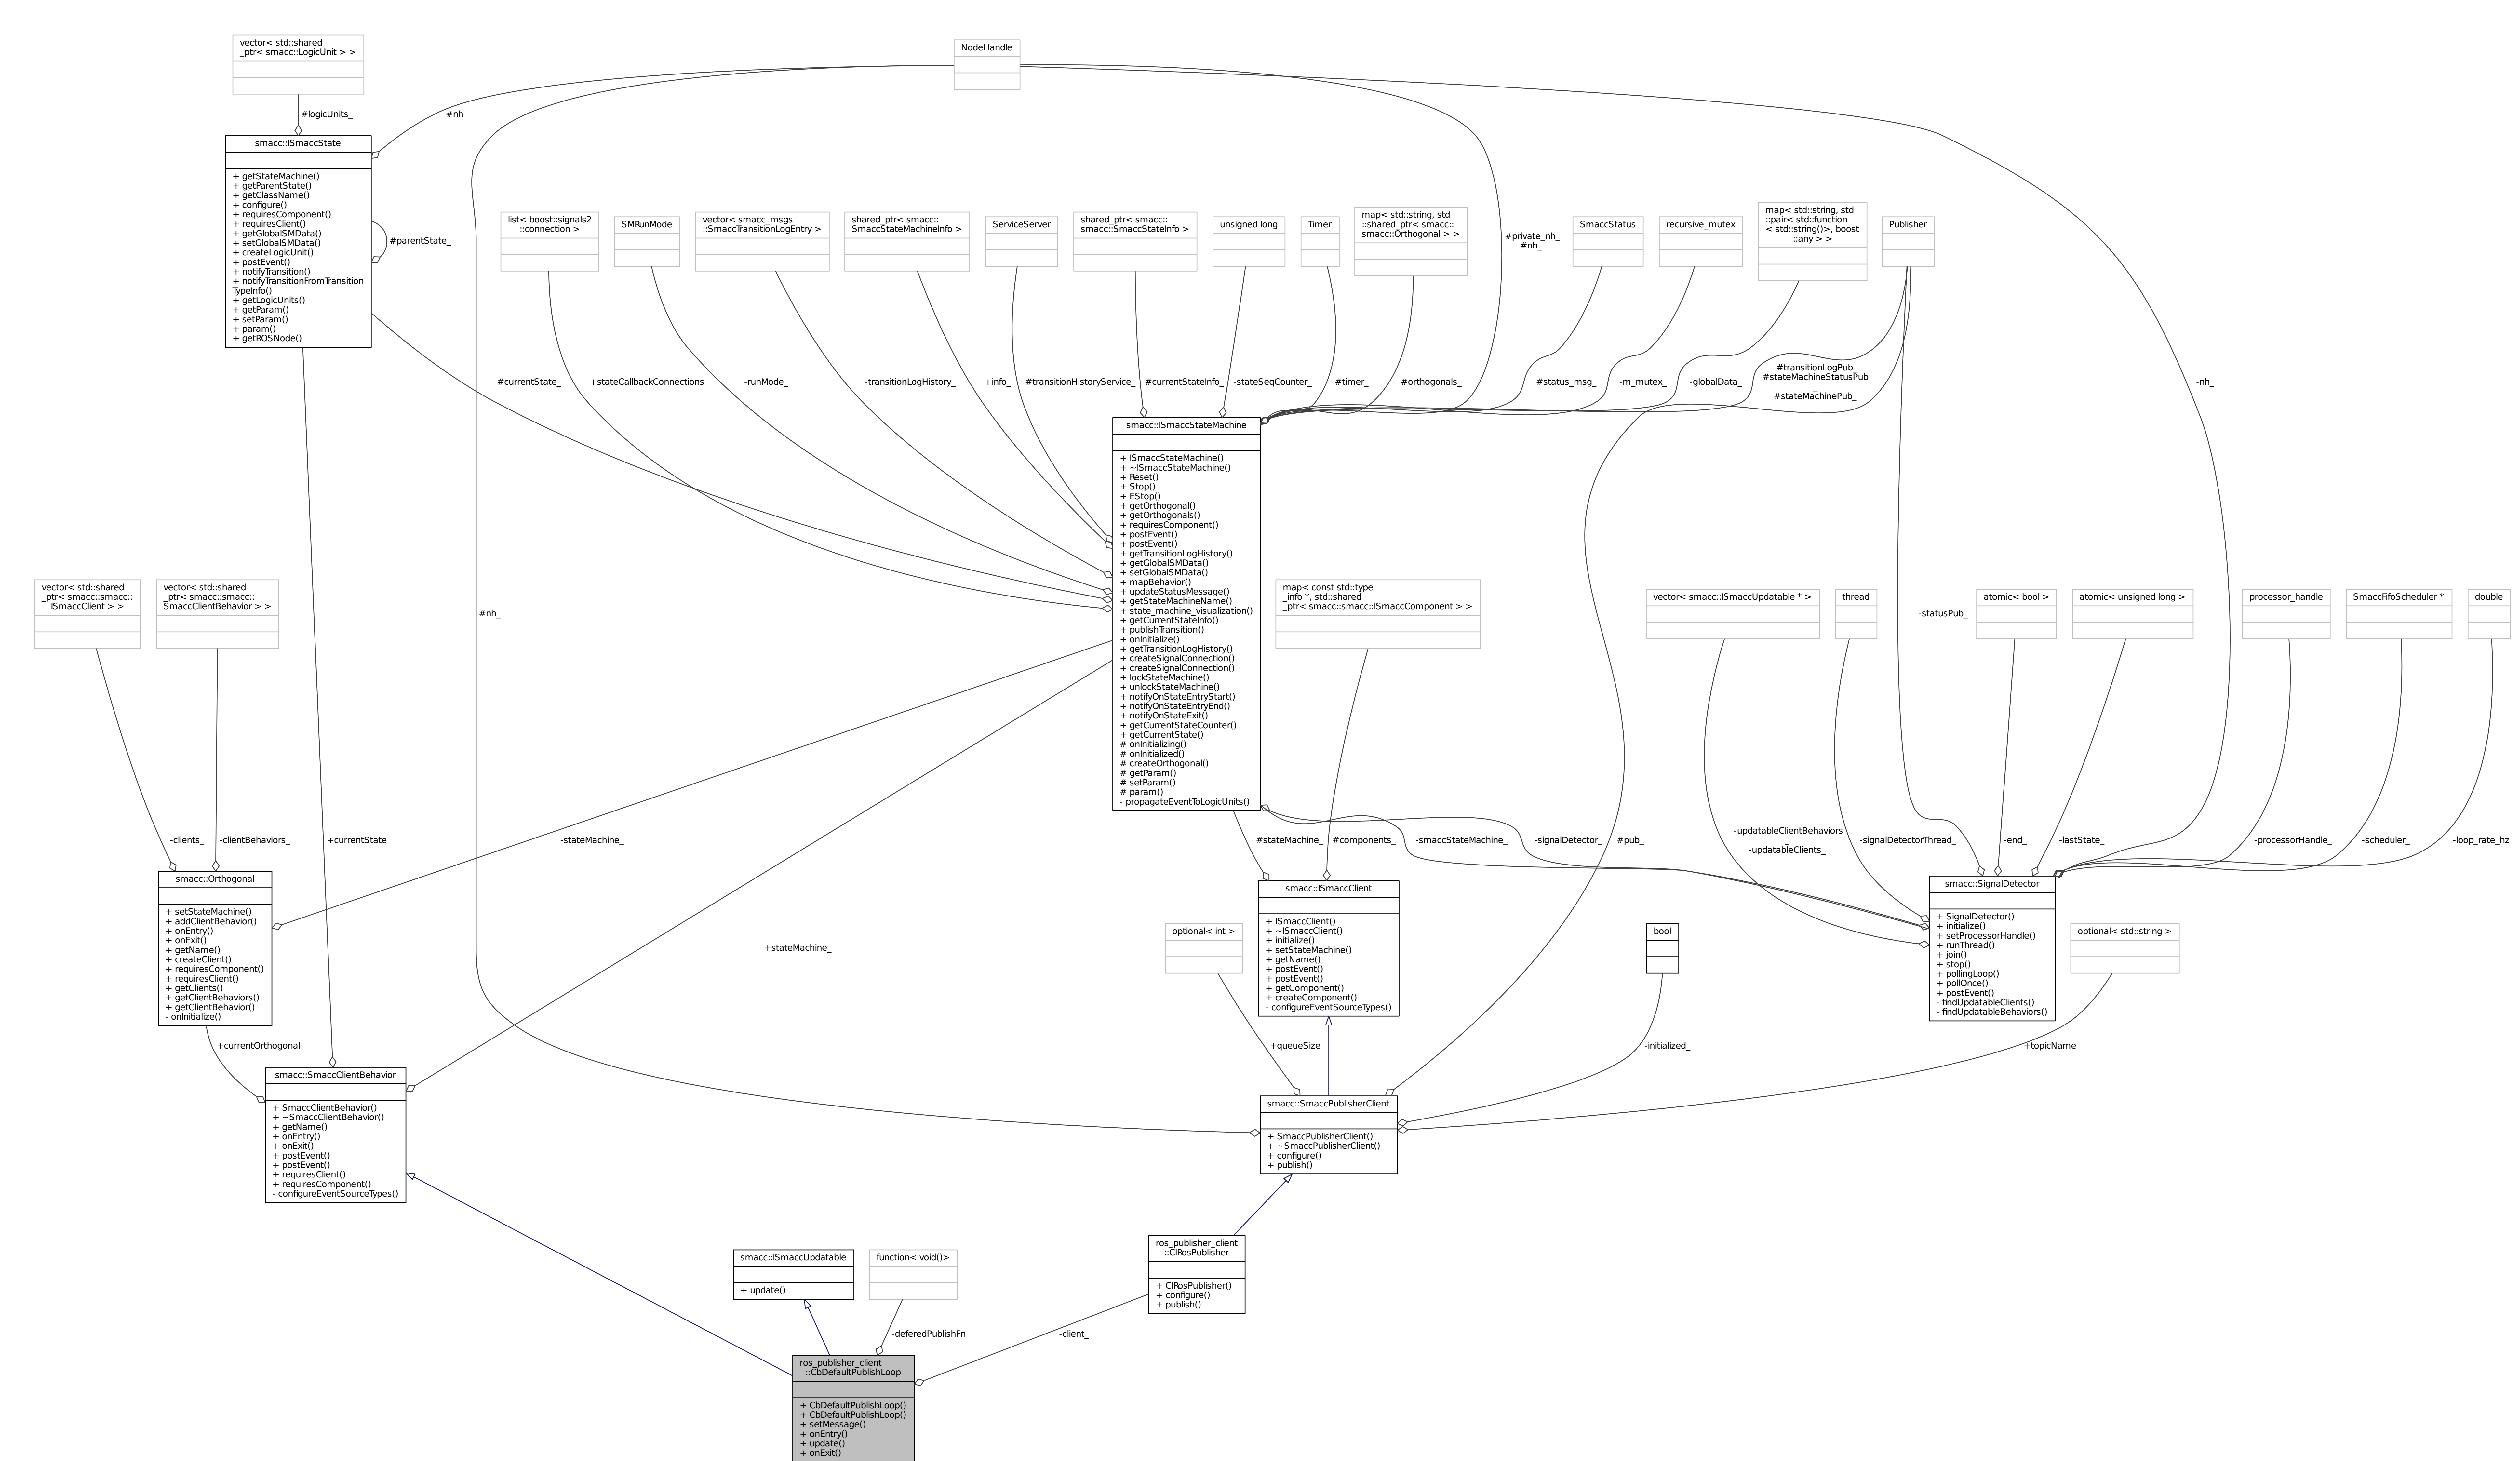 vector< std::shared
_ptr< smacc::LogicUnit > >
NodeHandle
#logicUnits_
#nh
smacc::ISmaccState
+ getStateMachine()
+ getParentState()
+ getClassName()
+ configure()
+ requiresComponent()
+ requiresClient()
+ getGlobalSMData()
+ setGlobalSMData()
+ createLogicUnit()
+ postEvent()
+ notifyTransition()
+ notifyTransitionFromTransition
TypeInfo()
+ getLogicUnits()
+ getParam()
+ setParam()
+ param()
+ getROSNode()
#parentState_
list< boost::signals2
::connection >
SMRunMode
vector< smacc_msgs
::SmaccTransitionLogEntry >
shared_ptr< smacc::
SmaccStateMachineInfo >
ServiceServer
shared_ptr< smacc::
smacc::SmaccStateInfo >
unsigned long
Timer
map< std::string, std
::shared_ptr< smacc::
smacc::Orthogonal > >
#private_nh_
#nh_
SmaccStatus
recursive_mutex
map< std::string, std
::pair< std::function
< std::string()>, boost
::any > >
Publisher
#currentState_
+stateCallbackConnections
-runMode_
-transitionLogHistory_
+info_
#transitionHistoryService_
#currentStateInfo_
-stateSeqCounter_
#timer_
#orthogonals_
#status_msg_
-m_mutex_
-globalData_
#transitionLogPub_
#stateMachineStatusPub
_
#stateMachinePub_
-nh_
smacc::ISmaccStateMachine
+ ISmaccStateMachine()
+ ~ISmaccStateMachine()
+ Reset()
+ Stop()
+ EStop()
+ getOrthogonal()
+ getOrthogonals()
+ requiresComponent()
+ postEvent()
+ postEvent()
+ getTransitionLogHistory()
+ getGlobalSMData()
+ setGlobalSMData()
+ mapBehavior()
+ updateStatusMessage()
+ getStateMachineName()
+ state_machine_visualization()
+ getCurrentStateInfo()
+ publishTransition()
+ onInitialize()
+ getTransitionLogHistory()
+ createSignalConnection()
+ createSignalConnection()
+ lockStateMachine()
+ unlockStateMachine()
+ notifyOnStateEntryStart()
+ notifyOnStateEntryEnd()
+ notifyOnStateExit()
+ getCurrentStateCounter()
+ getCurrentState()
# onInitializing()
# onInitialized()
# createOrthogonal()
# getParam()
# setParam()
# param()
- propagateEventToLogicUnits()
vector< std::shared
_ptr< smacc::smacc::
ISmaccClient > >
vector< std::shared
_ptr< smacc::smacc::
SmaccClientBehavior > >
#nh_
map< const std::type
_info *, std::shared
_ptr< smacc::smacc::ISmaccComponent > >
vector< smacc::ISmaccUpdatable * >
thread
-statusPub_
atomic< bool >
atomic< unsigned long >
processor_handle
SmaccFifoScheduler *
double
-clients_
-clientBehaviors_
+currentState
-stateMachine_
#stateMachine_
#components_
-smaccStateMachine_
-signalDetector_
#pub_
-updatableClientBehaviors
_
-updatableClients_
-signalDetectorThread_
-end_
-lastState_
-processorHandle_
-scheduler_
-loop_rate_hz
smacc::Orthogonal
+ setStateMachine()
+ addClientBehavior()
+ onEntry()
+ onExit()
+ getName()
+ createClient()
+ requiresComponent()
+ requiresClient()
+ getClients()
+ getClientBehaviors()
+ getClientBehavior()
- onInitialize()
+stateMachine_
optional< int >
smacc::ISmaccClient
+ ISmaccClient()
+ ~ISmaccClient()
+ initialize()
+ setStateMachine()
+ getName()
+ postEvent()
+ postEvent()
+ getComponent()
+ createComponent()
- configureEventSourceTypes()
bool
smacc::SignalDetector
+ SignalDetector()
+ initialize()
+ setProcessorHandle()
+ runThread()
+ join()
+ stop()
+ pollingLoop()
+ pollOnce()
+ postEvent()
- findUpdatableClients()
- findUpdatableBehaviors()
optional< std::string >
+currentOrthogonal
+queueSize
-initialized_
+topicName
smacc::SmaccClientBehavior
+ SmaccClientBehavior()
+ ~SmaccClientBehavior()
+ getName()
+ onEntry()
+ onExit()
+ postEvent()
+ postEvent()
+ requiresClient()
+ requiresComponent()
- configureEventSourceTypes()
smacc::SmaccPublisherClient
+ SmaccPublisherClient()
+ ~SmaccPublisherClient()
+ configure()
+ publish()
smacc::ISmaccUpdatable
+ update()
function< void()>
ros_publisher_client
::ClRosPublisher
+ ClRosPublisher()
+ configure()
+ publish()
-deferedPublishFn
-client_
ros_publisher_client
::CbDefaultPublishLoop
+ CbDefaultPublishLoop()
+ CbDefaultPublishLoop()
+ setMessage()
+ onEntry()
+ update()
+ onExit()